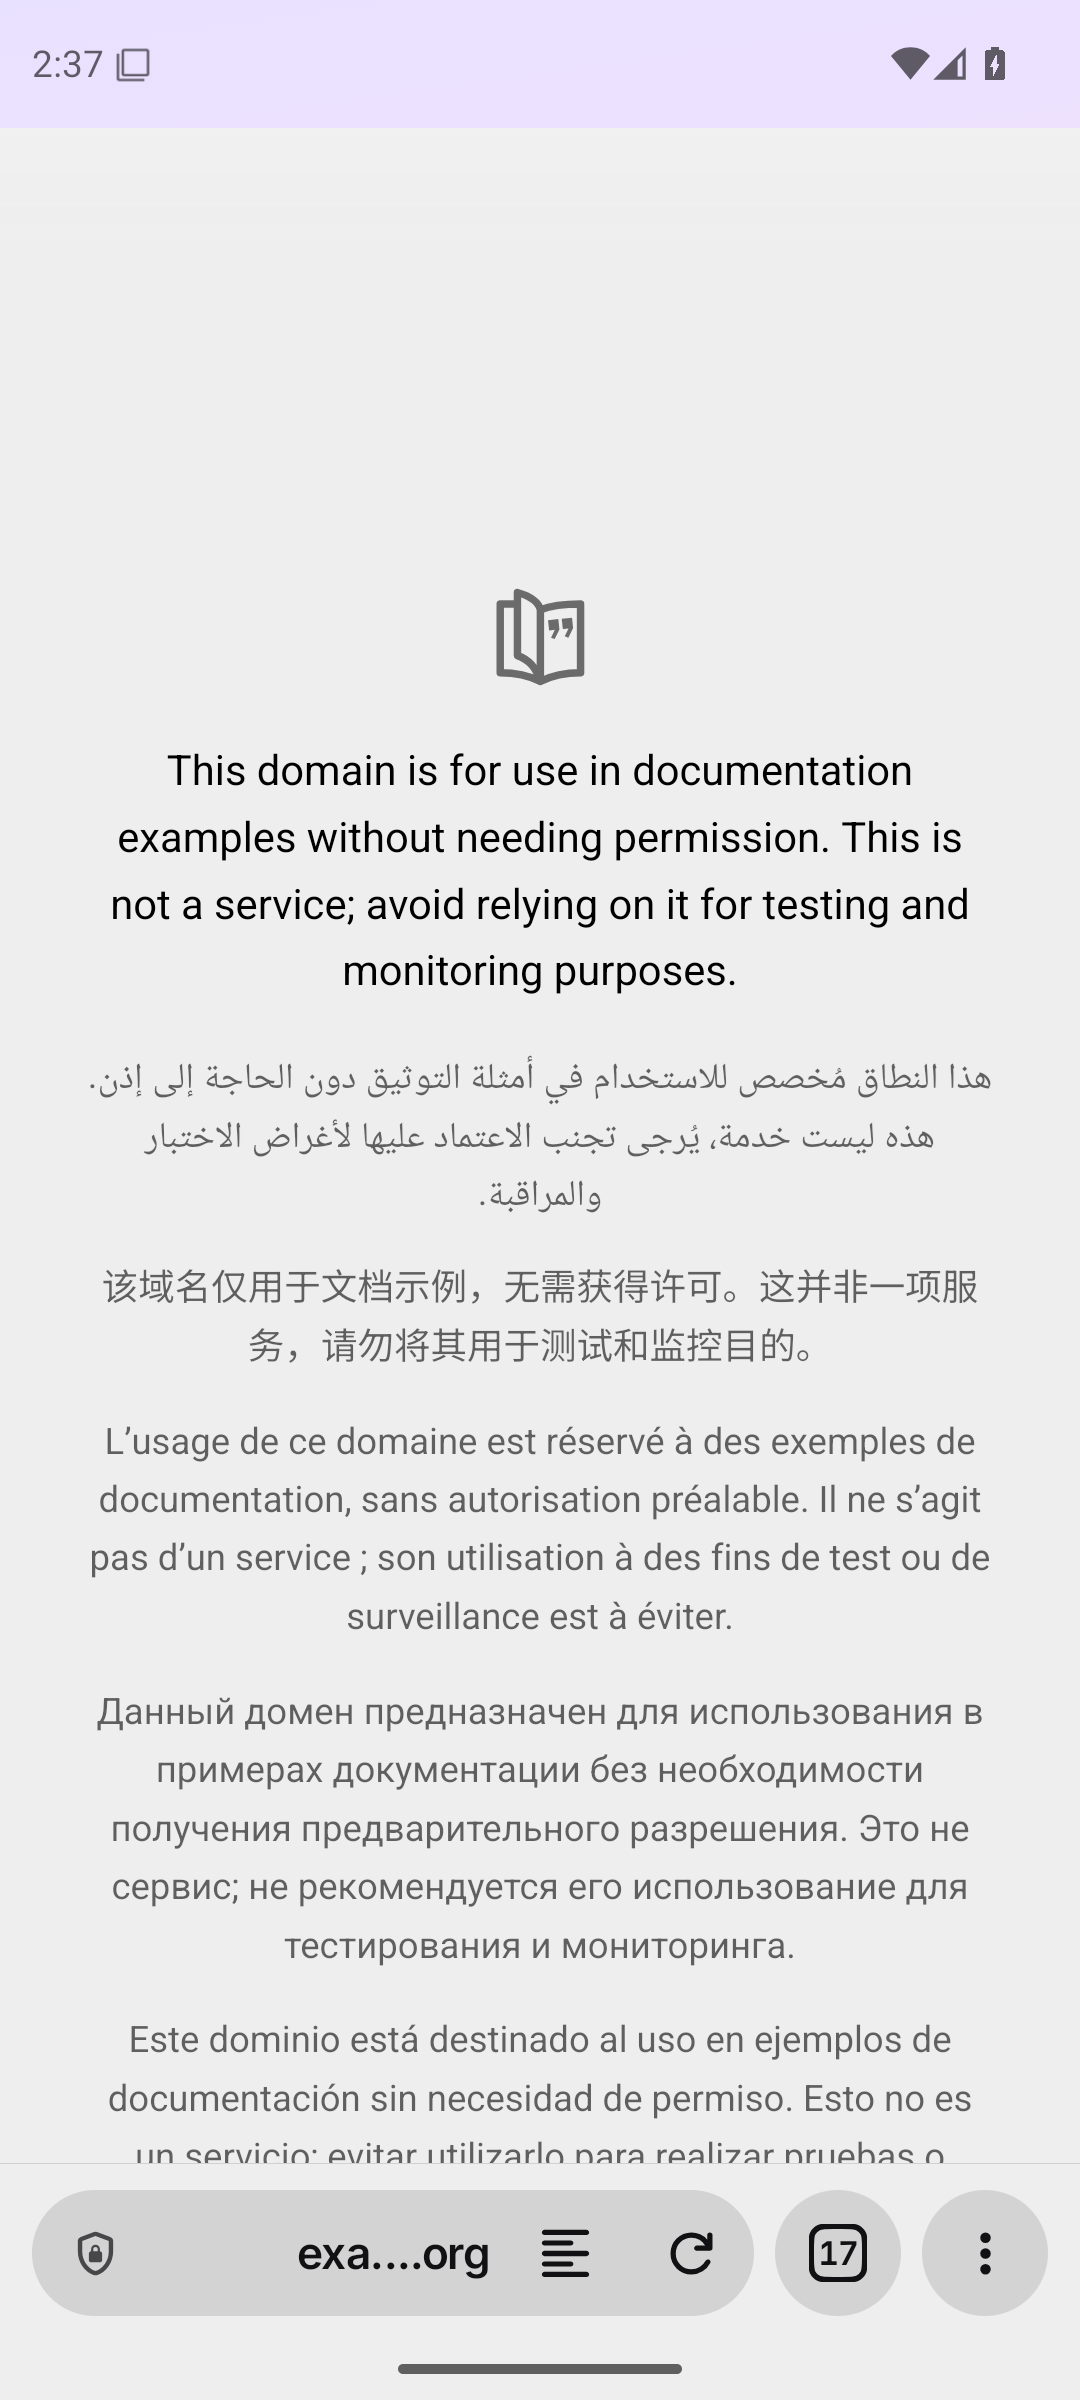 2:37
This domain is for use in documentation
examples without needing permission. This is
not a service; avoid relying on it for testing and
monitoring purposes.
هذا النطاق مُخصص للاستخدام في أمثلة التوثيق دون الحاجة إلى إذن.
هذه ليست خدمة، يُرجى تجنب الاعتماد عليها لأغراض الاختبار
والمراقبة.
该域名仅用于文档示例，无需获得许可。这并非一项服
务，请勿将其用于测试和监控目的。
L’usage de ce domaine est réservé à des exemples de
documentation, sans autorisation préalable. Il ne s’agit
pas d’un service ; son utilisation à des fins de test ou de
surveillance est à éviter.
Данный домен предназначен для использования в
примерах документации без необходимости
получения предварительного разрешения. Это не
сервис; не рекомендуется его использование для
тестирования и мониторинга.
Este dominio está destinado al uso en ejemplos de
documentación sin necesidad de permiso. Esto no es
un servicio; evitar utilizarlo para realizar pruebas o
exa....org
17